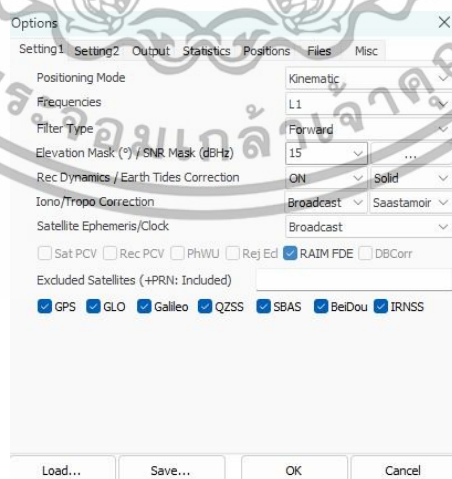 Options
Setting1 Setting2 Output Statistics Positions Files Misc
Positioning Mode Kinematic
Frequencies L1
Filter Type Forward
Elevation Mask (°) / SNR Mask (dBHz) 15 ...
Rec Dynamics / Earth Tides Correction ON Solid
Iono/Tropo Correction Broadcast Saastamoir
Satellite Ephemeris/Clock Broadcast
Sat PCV Rec PCV PhWU Rej Ecl RAIM FDE DBCorr
Excluded Satellites (+PRN: Included)
GPS GLO Galileo QZSS SBAS BeiDou IRNSS
Load... Save... OK Cancel